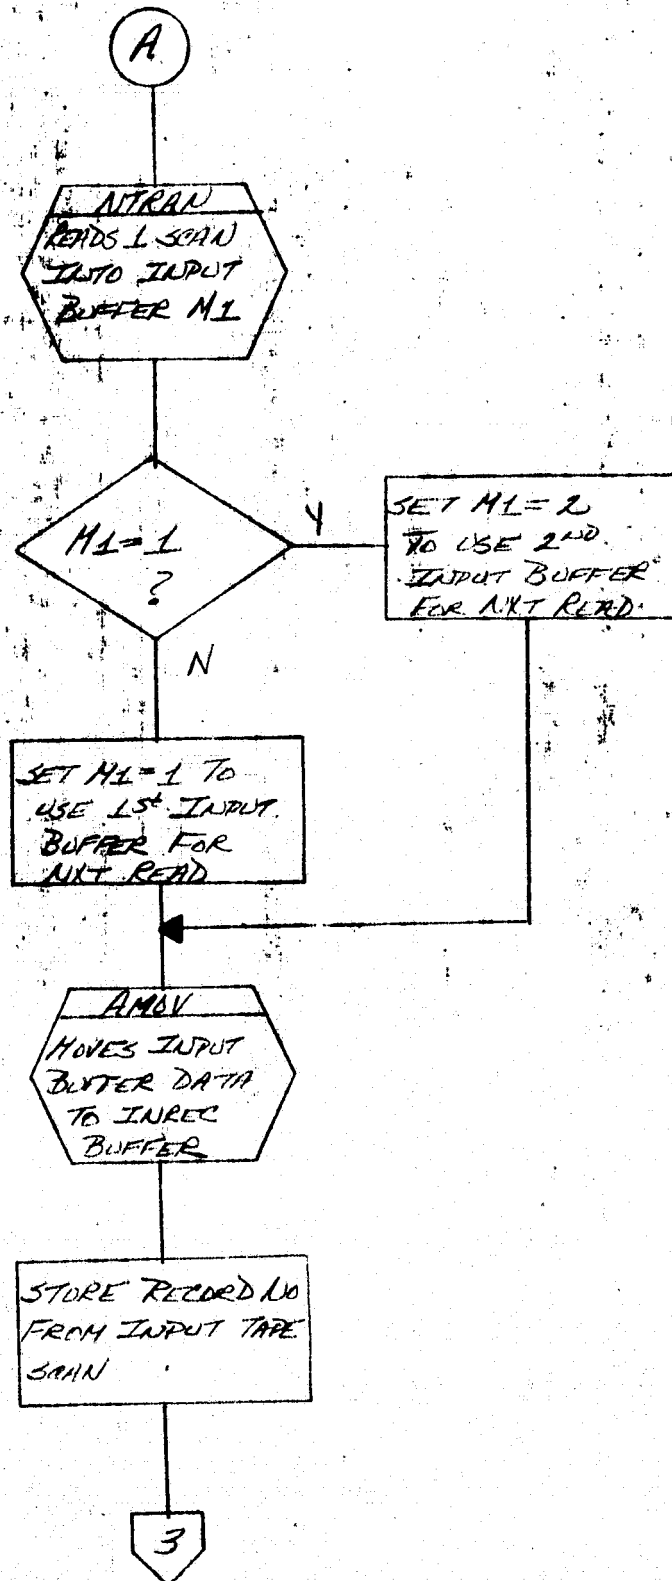 A
NTRAN
READS 1 SCAN
INTO INPUT
BUFFER M1
M1=1
?
Y
SET M1=2
TO USE 2ND
INPUT BUFFER
FOR NXT READ.
N
SET M1=1 TO
USE 1st INPUT
BUFFER FOR
NXT READ
AMOV
MOVES INPUT
BUFFER DATA
TO INREC
BUFFER
STORE RECORD NO
FROM INPUT TAPE
SCAN
3